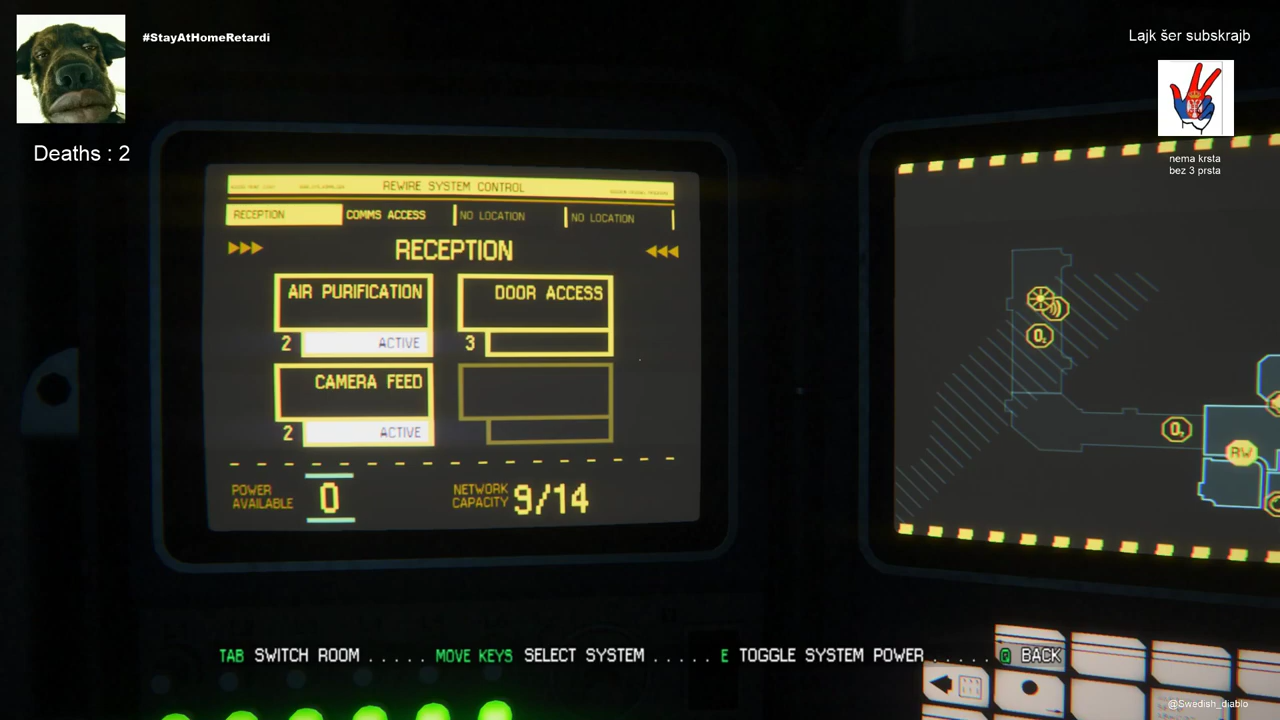 #StayAtHomeRetardi
Lajk šer subskrajb
nema krsta
bez 3 prsta
Deaths : 2
REWIRE SYSTEM CONTROL
RECEPTION
COMMS ACCESS
NO LOCATION
NO LOCATION
RECEPTION
AIR PURIFICATION
2 ACTIVE
DOOR ACCESS
3
CAMERA FEED
2 ACTIVE
POWER
AVAILABLE
0
NETWORK
CAPACITY
9/14
O₂
O₂
RW
TAB SWITCH ROOM ..... MOVE KEYS SELECT SYSTEM ..... E TOGGLE SYSTEM POWER ...... Q BACK
@Swedish_diablo